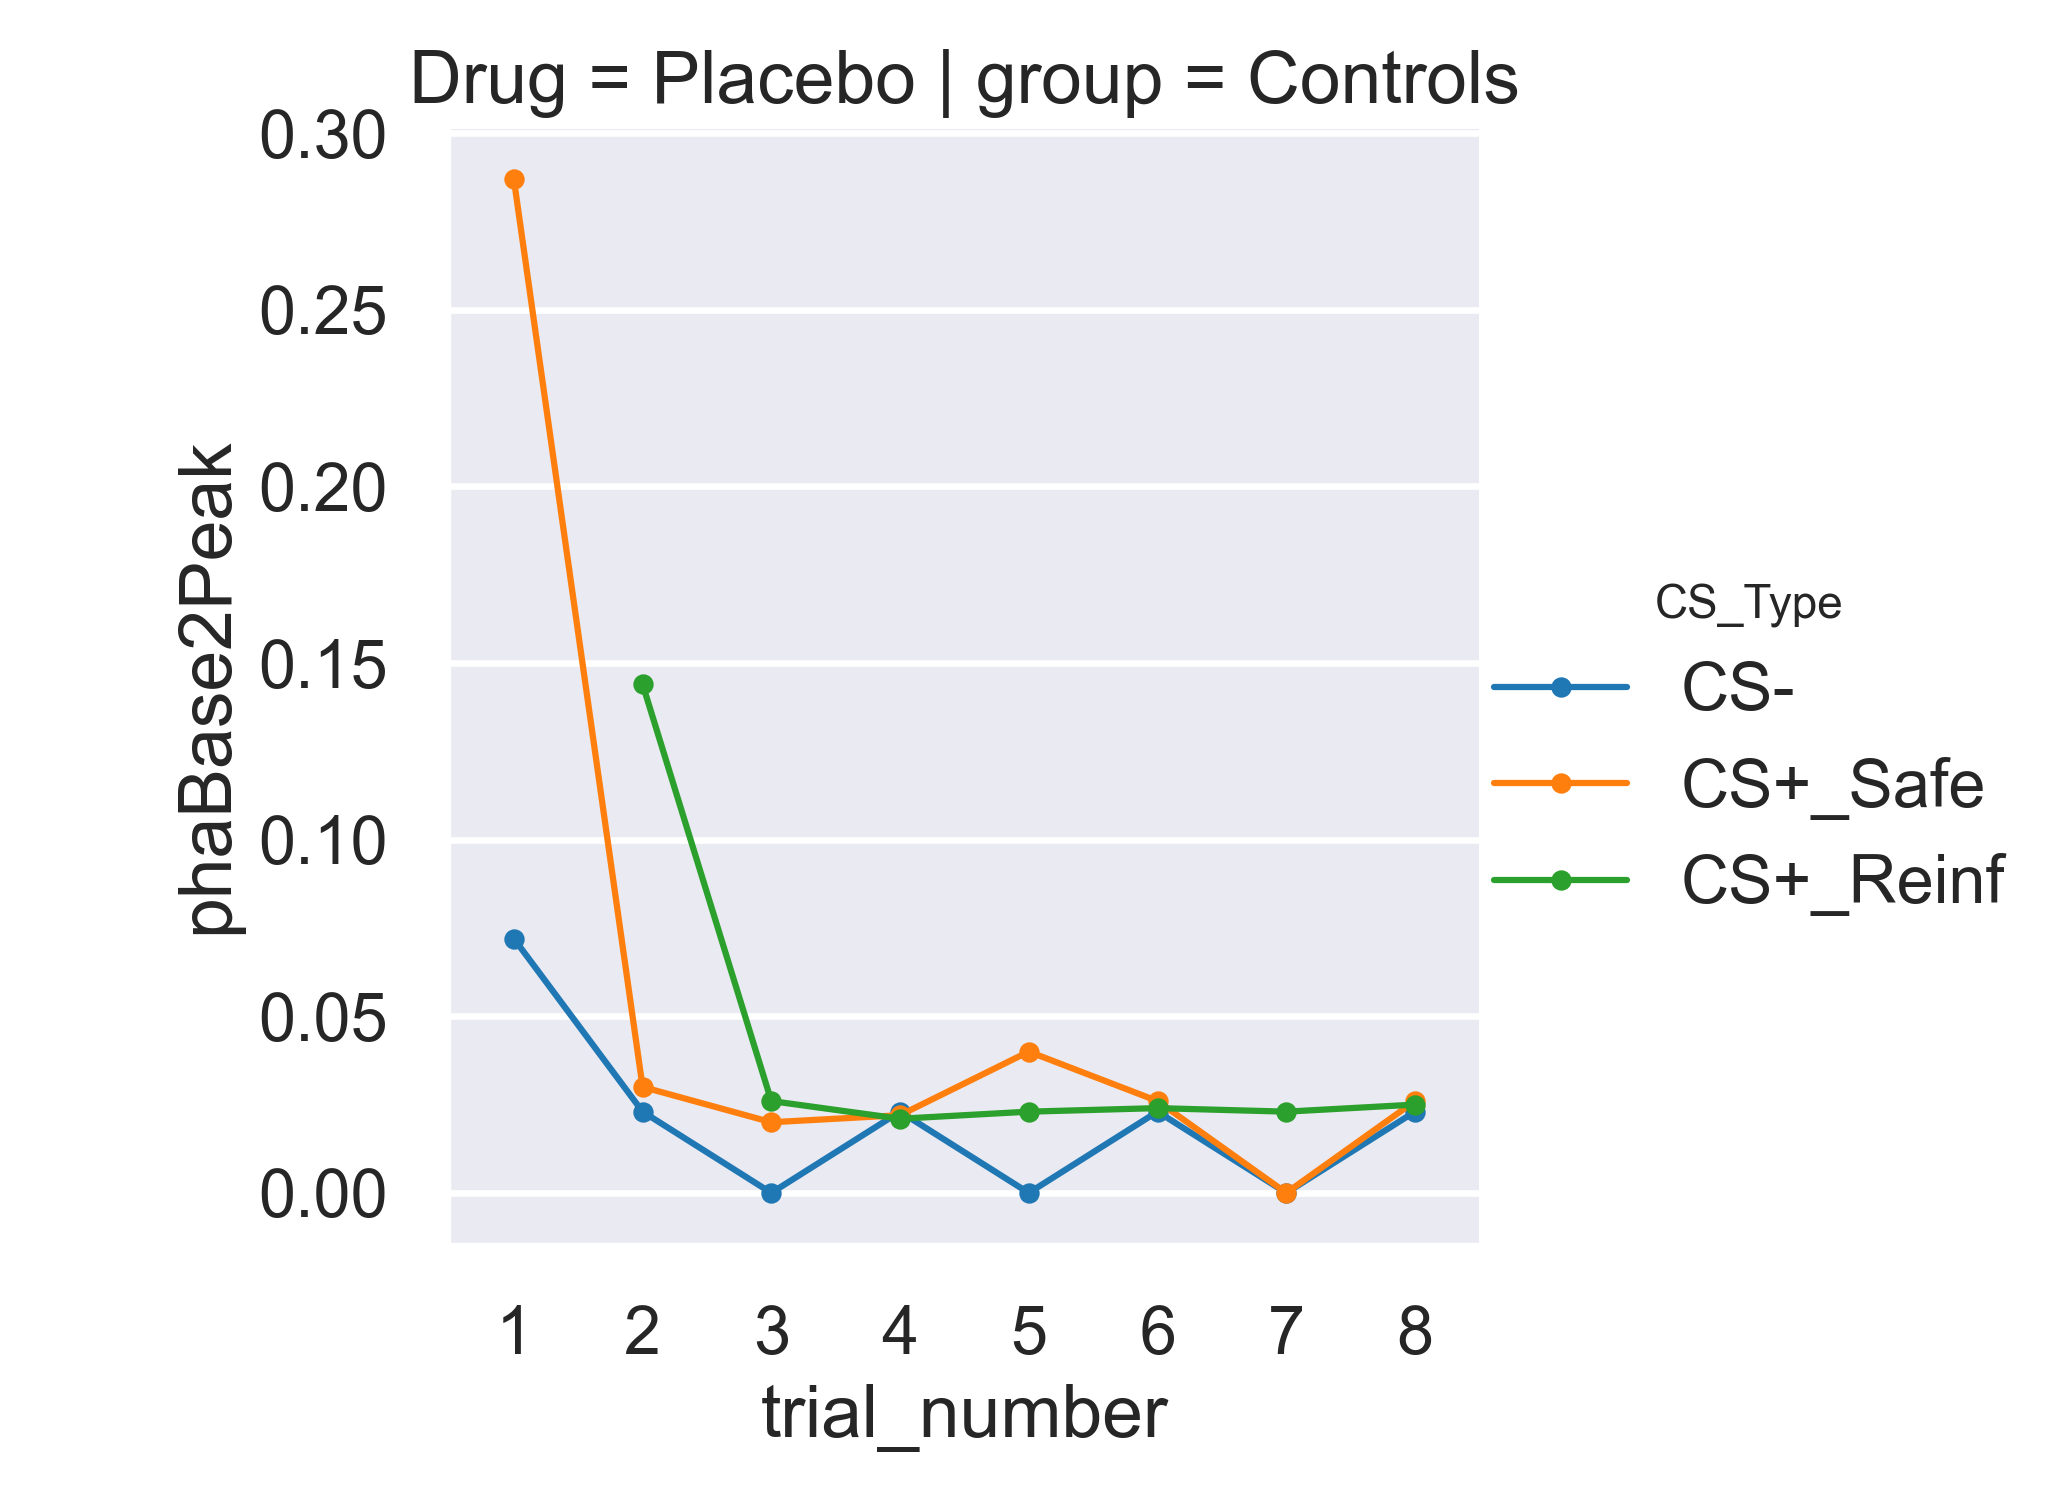 Drug = Placebo | group = Controls
0.30
0.25
0.20
0.15
0.10
0.05
0.00
phaBase2Peak
1 2 3 4 5 6 7 8
trial_number
CS_Type
CS-
CS+_Safe
CS+_Reinf